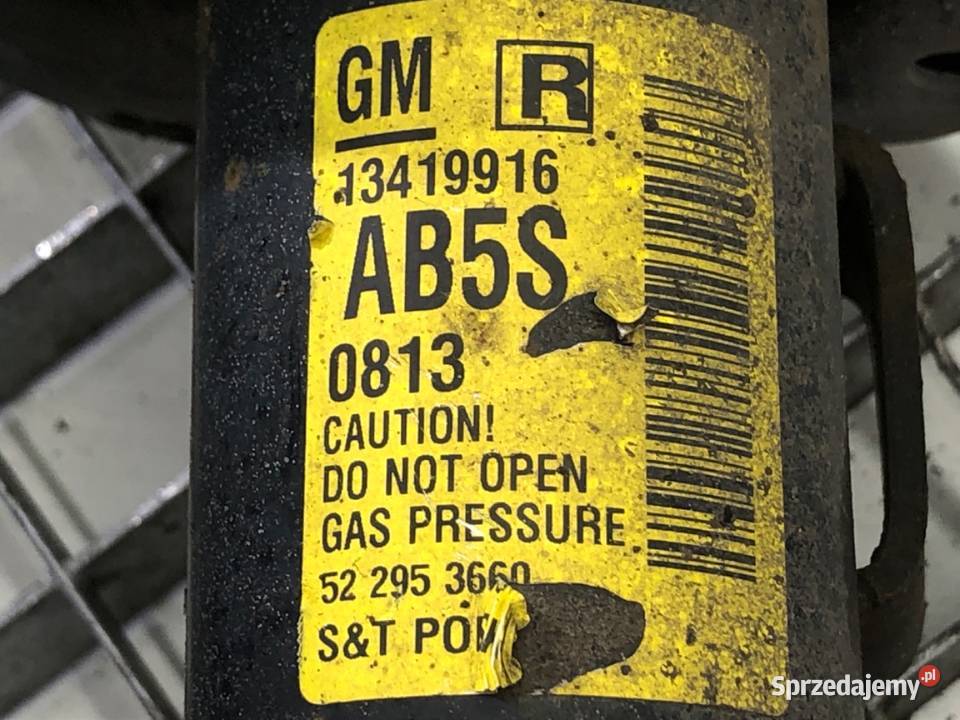 GM R
13419916
AB5S
0813
CAUTION!
DO NOT OPEN
GAS PRESSURE
52 295 3660
S&T
Sprzedajemy.pl